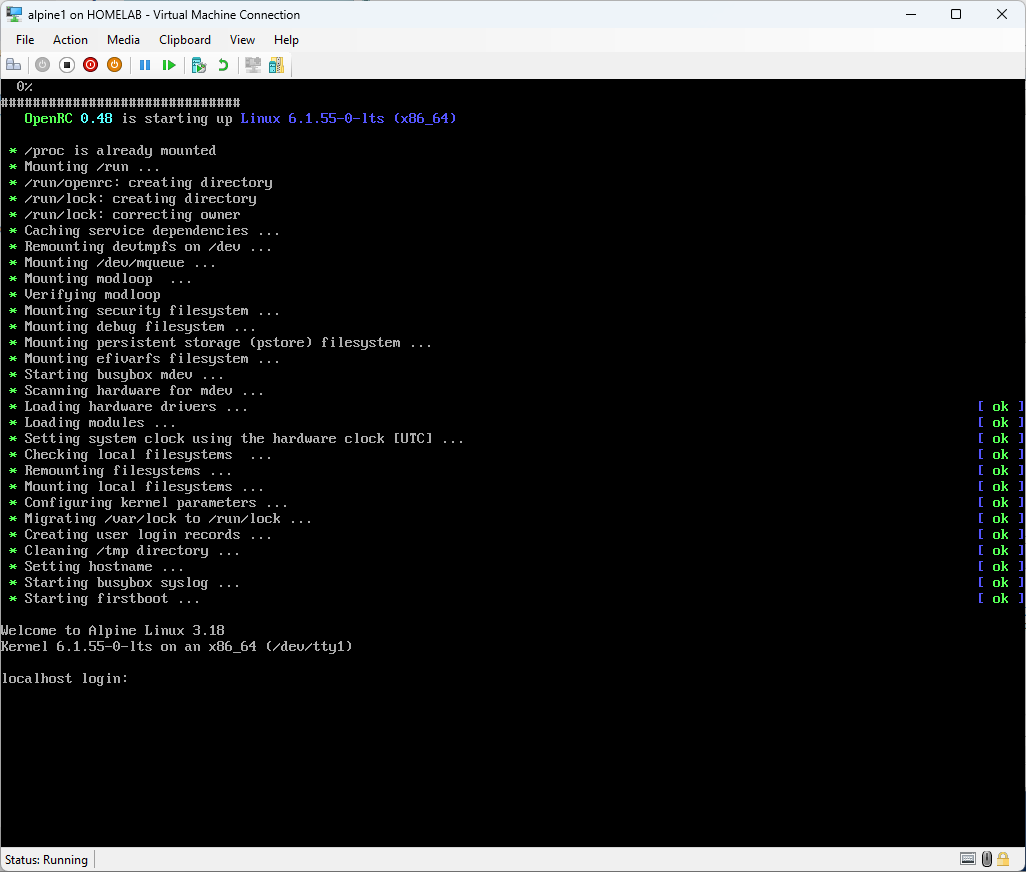 alpine1 on HOMELAB - Virtual Machine Connection
File Action Media Clipboard View Help
0%
##############################
OpenRC 0.48 is starting up Linux 6.1.55-0-lts (x86_64)
* /proc is already mounted
* Mounting /run ...
* /run/openrc: creating directory
* /run/lock: creating directory
* /run/lock: correcting owner
* Caching service dependencies ...
* Remounting devtmpfs on /dev ...
* Mounting /dev/mqueue ...
* Mounting modloop  ...
* Verifying modloop
* Mounting security filesystem ...
* Mounting debug filesystem ...
* Mounting persistent storage (pstore) filesystem ...
* Mounting efivarfs filesystem ...
* Starting busybox mdev ...
* Scanning hardware for mdev ...
* Loading hardware drivers ... [ ok ]
* Loading modules ... [ ok ]
* Setting system clock using the hardware clock [UTC] ... [ ok ]
* Checking local filesystems  ... [ ok ]
* Remounting filesystems ... [ ok ]
* Mounting local filesystems ... [ ok ]
* Configuring kernel parameters ... [ ok ]
* Migrating /var/lock to /run/lock ... [ ok ]
* Creating user login records ... [ ok ]
* Cleaning /tmp directory ... [ ok ]
* Setting hostname ... [ ok ]
* Starting busybox syslog ... [ ok ]
* Starting firstboot ... [ ok ]
Welcome to Alpine Linux 3.18
Kernel 6.1.55-0-lts on an x86_64 (/dev/tty1)
localhost login:
Status: Running